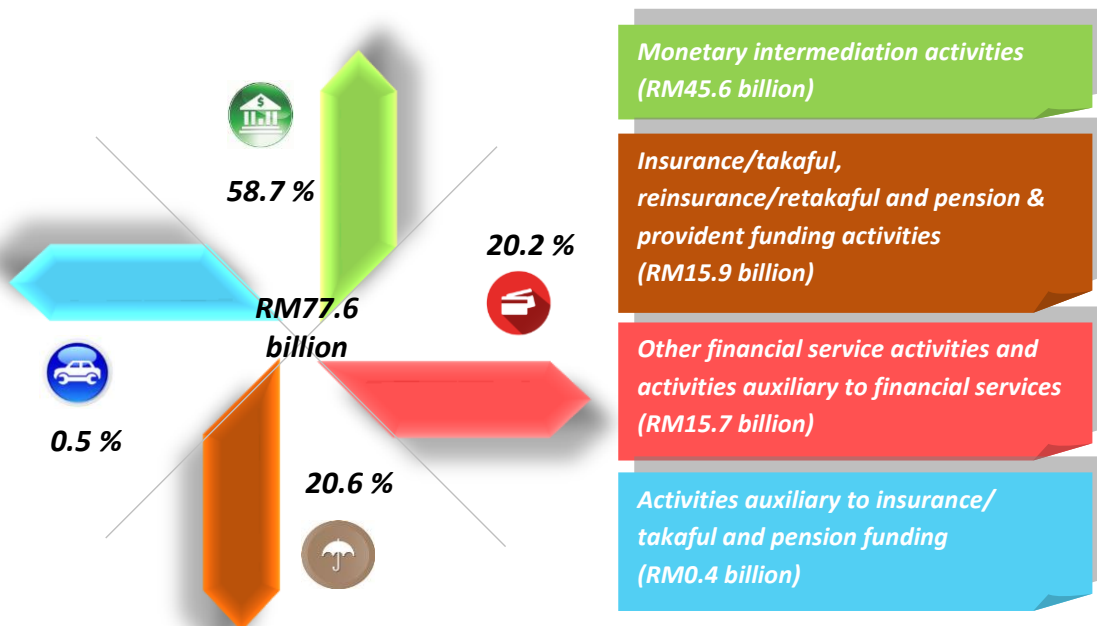 58.7 %
20.2 %
RM77.6
billion
0.5 %
20.6 %
Monetary intermediation activities
(RM45.6 billion)
Insurance/takaful,
reinsurance/retakaful and pension &
provident funding activities
(RM15.9 billion)
Other financial service activities and
activities auxiliary to financial services
(RM15.7 billion)
Activities auxiliary to insurance/
takaful and pension funding
(RM0.4 billion)